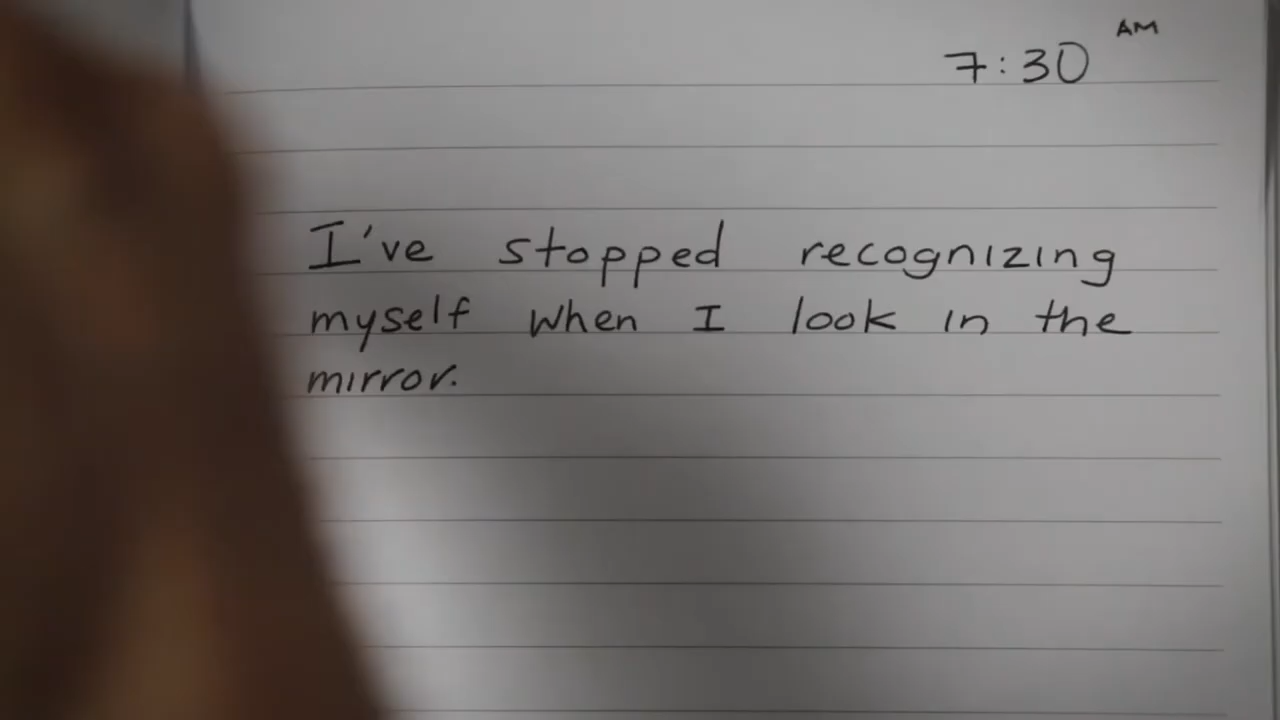 AM
7:30
I've stopped recognizing
myself when I look in the
mirror.